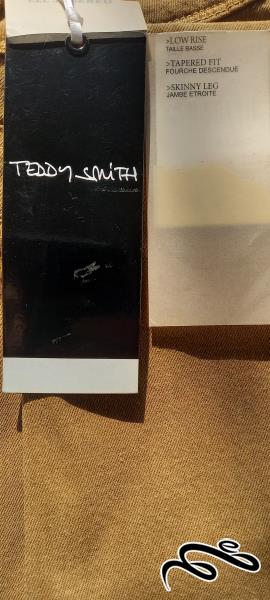 TEDDY SMITH
>LOW RISE
TAILLE BASSE
>TAPERED FIT
FOURCHE DESCENDUE
>SKINNY LEG
JAMBE ETROITE